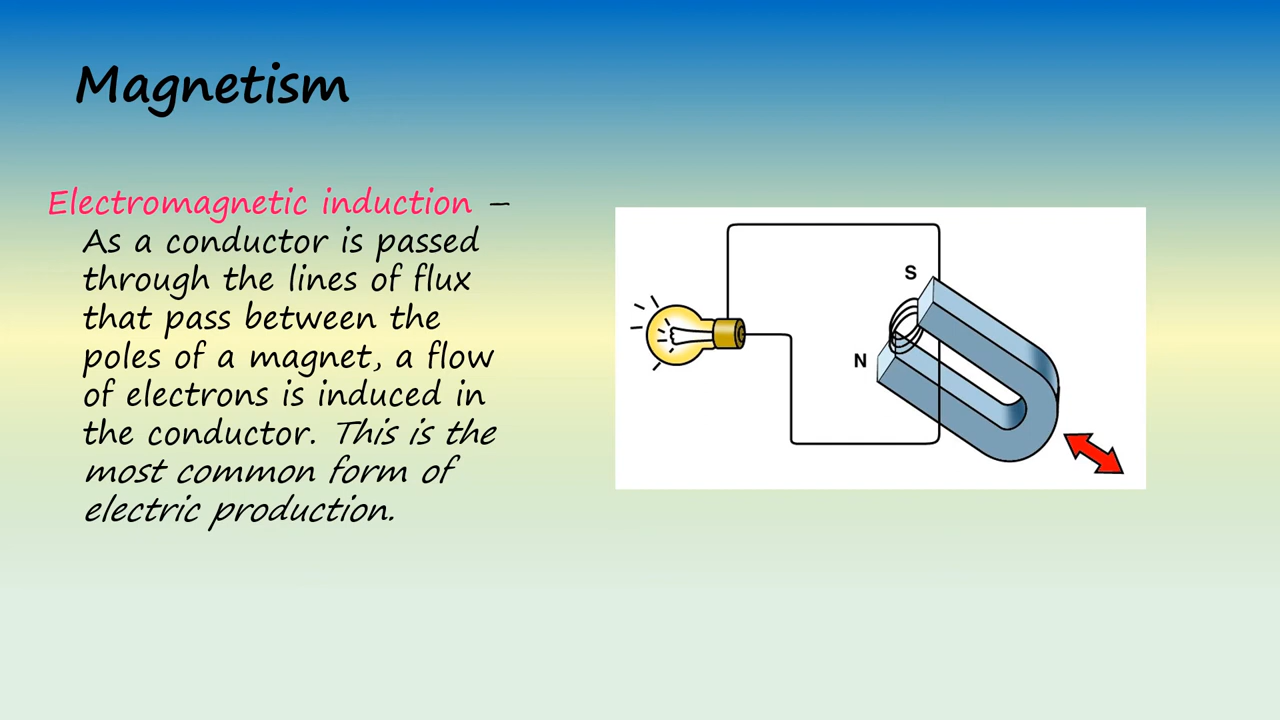 Magnetism
Electromagnetic induction –
As a conductor is passed
through the lines of flux
that pass between the
poles of a magnet, a flow
of electrons is induced in
the conductor. This is the
most common form of
electric production.
S
N